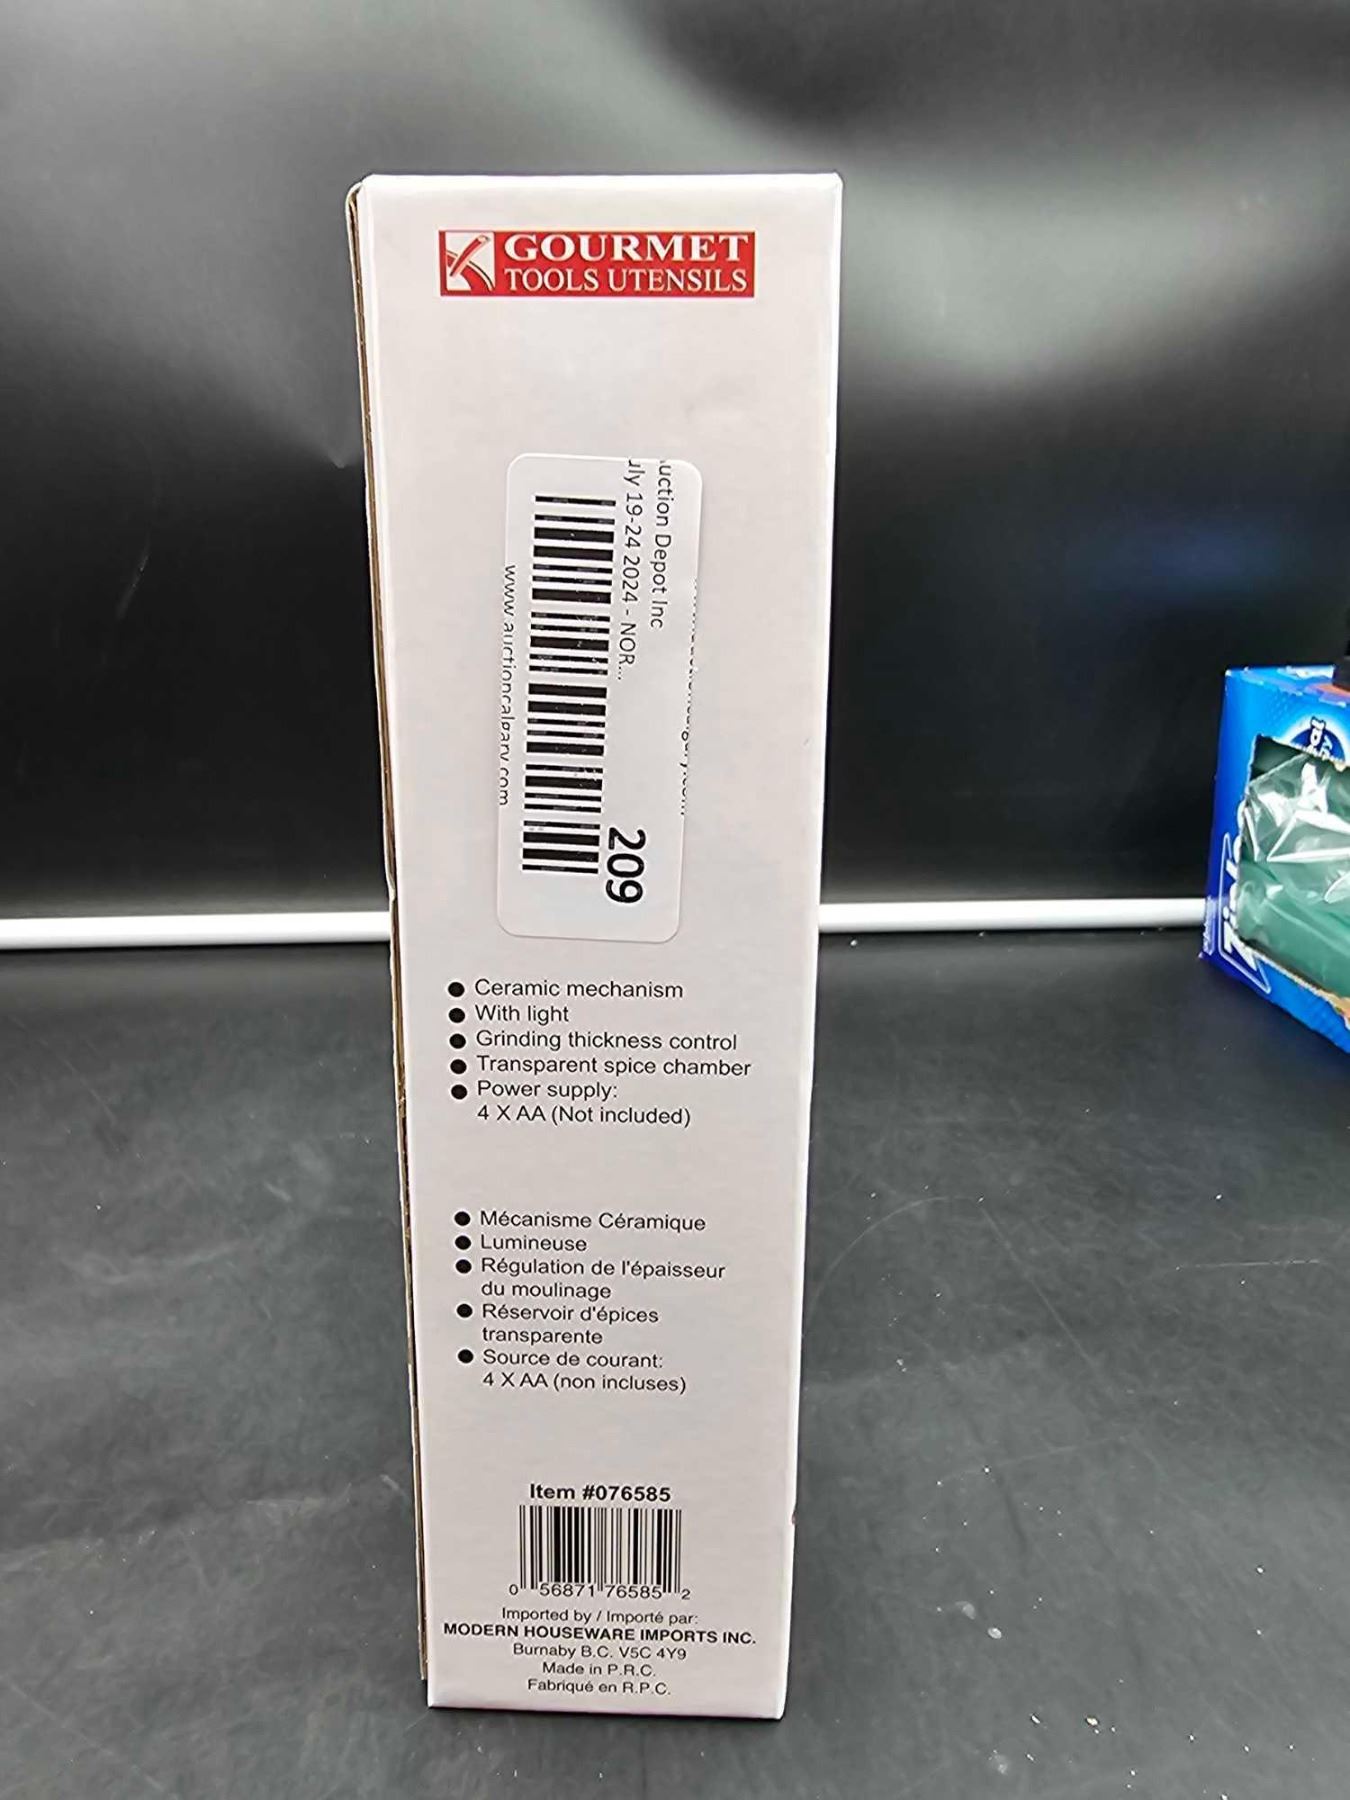 GOURMET
TOOLS UTENSILS
uction Depot Inc
uly 19-24 2024 - NOR...
209
www.auctioncalgary.com
● Ceramic mechanism
● With light
● Grinding thickness control
● Transparent spice chamber
● Power supply:
4 X AA (Not included)
● Mécanisme Céramique
● Lumineuse
● Régulation de l'épaisseur
du moulinage
● Réservoir d'épices
transparente
● Source de courant:
4 X AA (non incluses)
Item #076585
0 56871 76585 2
Imported by / Importé par:
MODERN HOUSEWARE IMPORTS INC.
Burnaby B.C. V5C 4Y9
Made in P.R.C.
Fabriqué en R.P.C.